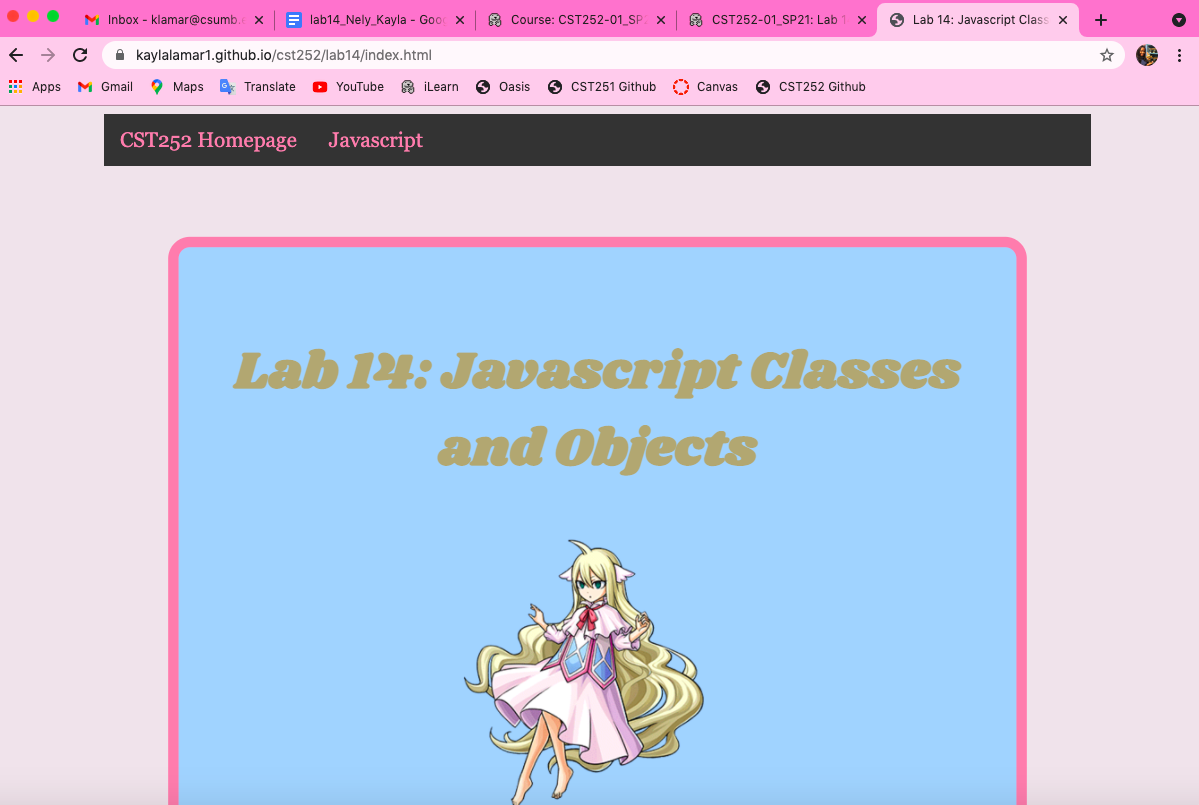 Inbox - klamar@csumb.e
lab14_Nely_Kayla - Goog
Course: CST252-01_SP2
CST252-01_SP21: Lab 1
Lab 14: Javascript Class
kaylalamar1.github.io/cst252/lab14/index.html
Apps Gmail Maps Translate YouTube iLearn Oasis CST251 Github Canvas CST252 Github
CST252 Homepage Javascript
Lab 14: Javascript Classes
and Objects